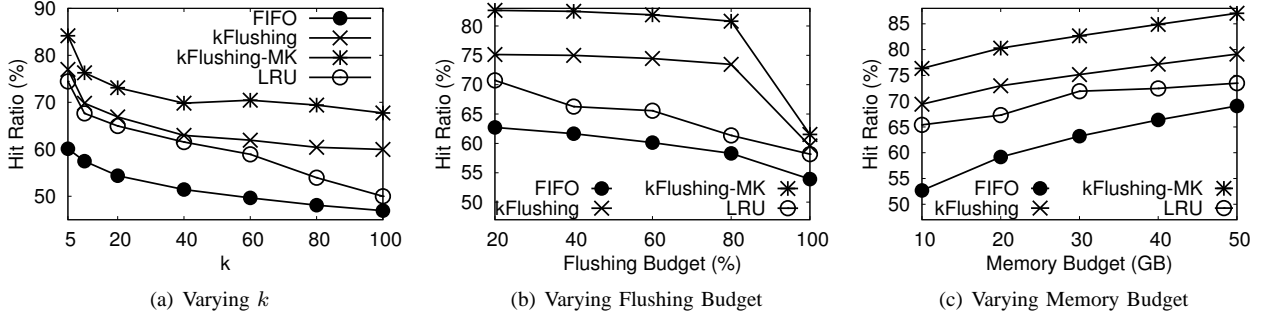 90
80
70
60
50
Hit Ratio (%)
FIFO
kFlushing
kFlushing-MK
LRU
5 20 40 60 80 100
k
(a) Varying k
80
75
70
65
60
55
50
Hit Ratio (%)
FIFO
kFlushing
kFlushing-MK
LRU
20 40 60 80 100
Flushing Budget (%)
(b) Varying Flushing Budget
85
80
75
70
65
60
55
50
Hit Ratio (%)
FIFO
kFlushing
kFlushing-MK
LRU
10 20 30 40 50
Memory Budget (GB)
(c) Varying Memory Budget